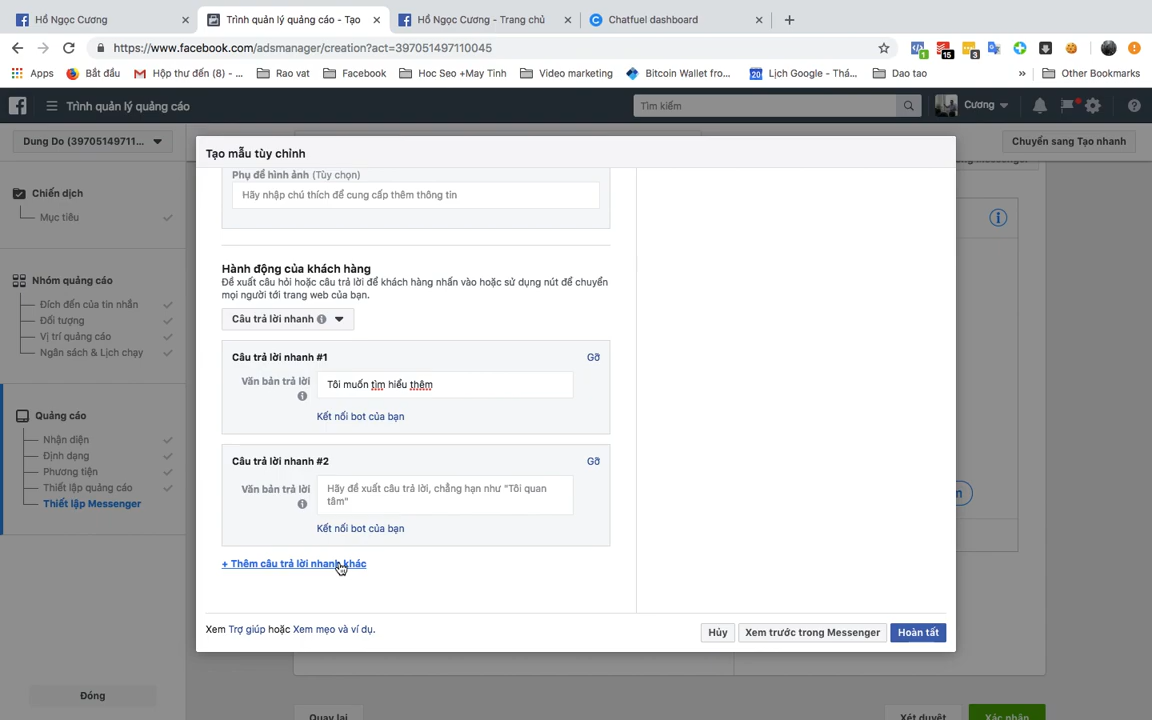 Hồ Ngọc Cương
Trình quản lý quảng cáo - Tạo
Hồ Ngọc Cương - Trang chủ
Chatfuel dashboard
https://www.facebook.com/adsmanager/creation?act=397051497110045
1
15
3
Apps
Bắt đầu
Hộp thư đến (8) - ...
Rao vat
Facebook
Hoc Seo +May Tinh
Video marketing
Bitcoin Wallet fro...
20
Lịch Google - Thá...
Dao tao
»
Other Bookmarks
Trình quản lý quảng cáo
Tìm kiếm
Cương
Dung Do (39705149711...
Chuyển sang Tạo nhanh
Chiến dịch
Mục tiêu
Nhóm quảng cáo
Đích đến của tin nhắn
Đối tượng
Vị trí quảng cáo
Ngân sách & Lịch chạy
Quảng cáo
Nhận diện
Định dạng
Phương tiện
Thiết lập quảng cáo
Thiết lập Messenger
Đóng
Tạo mẫu tùy chỉnh
Phụ đề hình ảnh (Tùy chọn)
Hãy nhập chú thích để cung cấp thêm thông tin
Hành động của khách hàng
Đề xuất câu hỏi hoặc câu trả lời để khách hàng nhấn vào hoặc sử dụng nút để chuyển
mọi người tới trang web của bạn.
Câu trả lời nhanh
Câu trả lời nhanh #1
Gỡ
Văn bản trả lời
Tôi muốn tìm hiểu thêm
Kết nối bot của bạn
Câu trả lời nhanh #2
Gỡ
Văn bản trả lời
Hãy đề xuất câu trả lời, chẳng hạn như "Tôi quan
tâm"
Kết nối bot của bạn
+ Thêm câu trả lời nhanh khác
Xem Trợ giúp hoặc Xem mẹo và ví dụ.
Hủy
Xem trước trong Messenger
Hoàn tất
Quay lại
Xét duyệt
Xác nhận